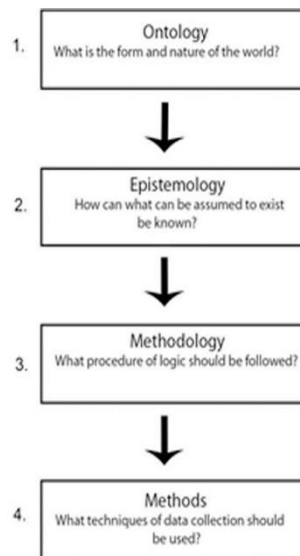 1.
Ontology
What is the form and nature of the world?
2.
Epistemology
How can what can be assumed to exist
be known?
3.
Methodology
What procedure of logic should be followed?
4.
Methods
What techniques of data collection should
be used?